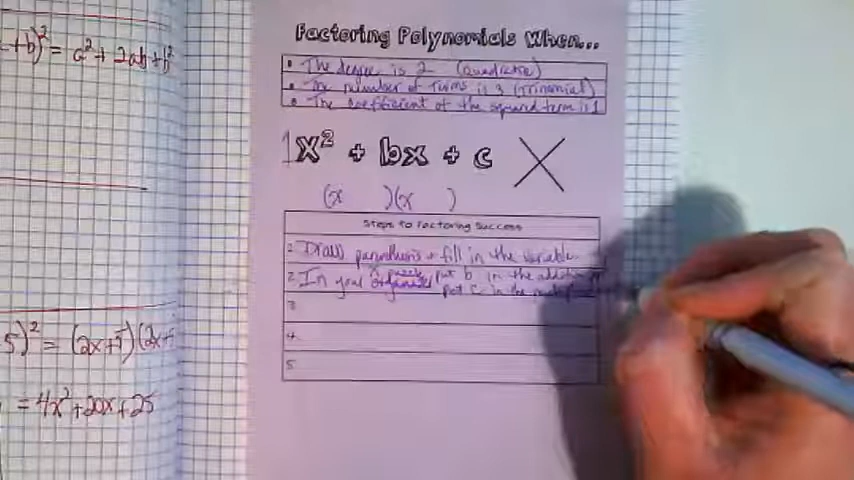 +b)² = a² + 2ab + b²
5)² = (2x+5)(2x+5
= 4x² + 20x + 25
Factoring Polynomials When...
• The degree is 2 (Quadratic)
• The number of Terms is 3 (Trinomial)
• The coefficient of the squared term is 1
1x² + bx + c
(x )(x )
Steps to Factoring Success
1. Draw parenthesis + fill in the variable
2. In your organizer put b in the
x puzzle put c in the
3.
4.
5.